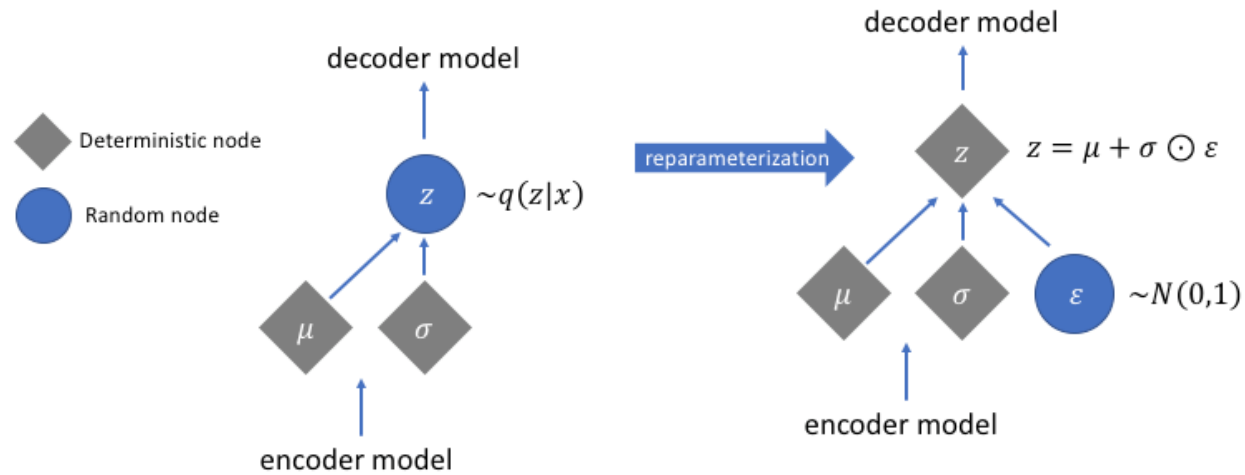 decoder model
Deterministic node
Random node
z
~q(z|x)
μ
σ
encoder model
reparameterization
decoder model
z
z = μ + σ ⊙ ε
μ
σ
ε
~N(0,1)
encoder model